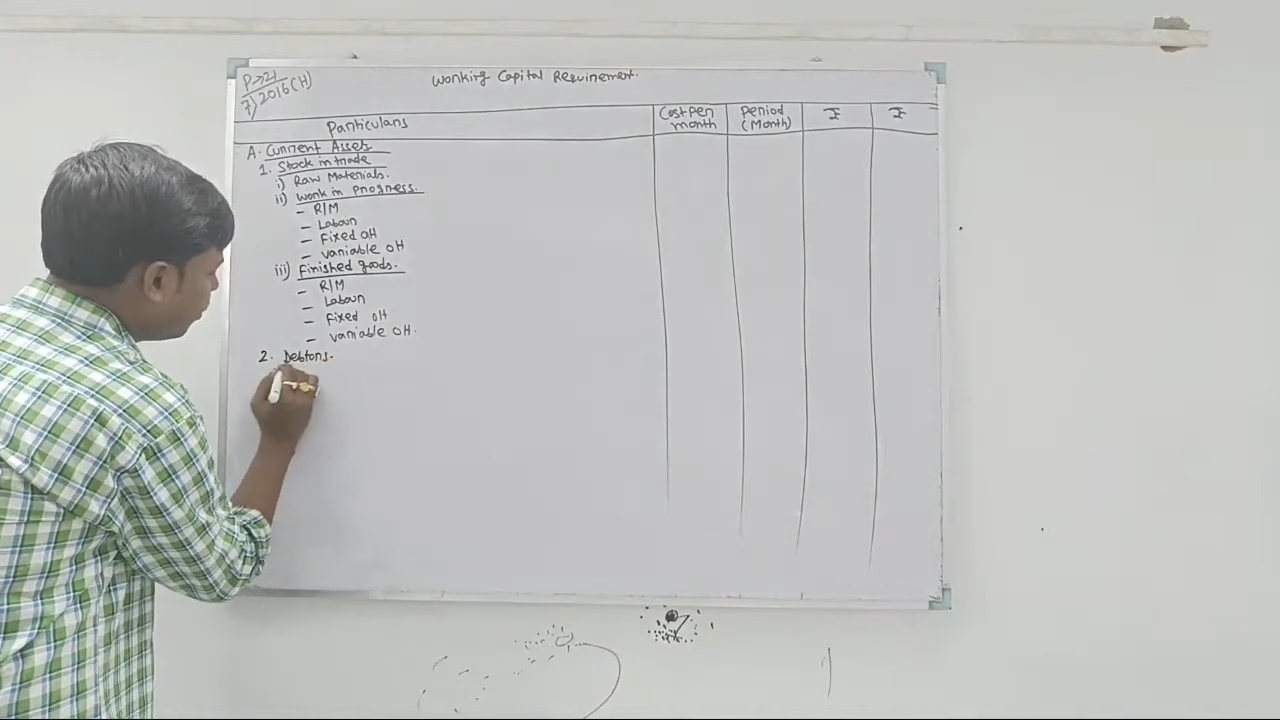 P-721
7) 2016 (H)
Working Capital Requirement.
Particulars
Cost per month
Period (Month)
₹
₹
A. Current Assets
1. Stock in trade
i) Raw Materials.
ii) Work in Progress.
- R/M
- Labour
- Fixed OH
- Variable OH
iii) Finished goods.
- R/M
- Labour
- Fixed OH
- Variable OH.
2. Debtors.